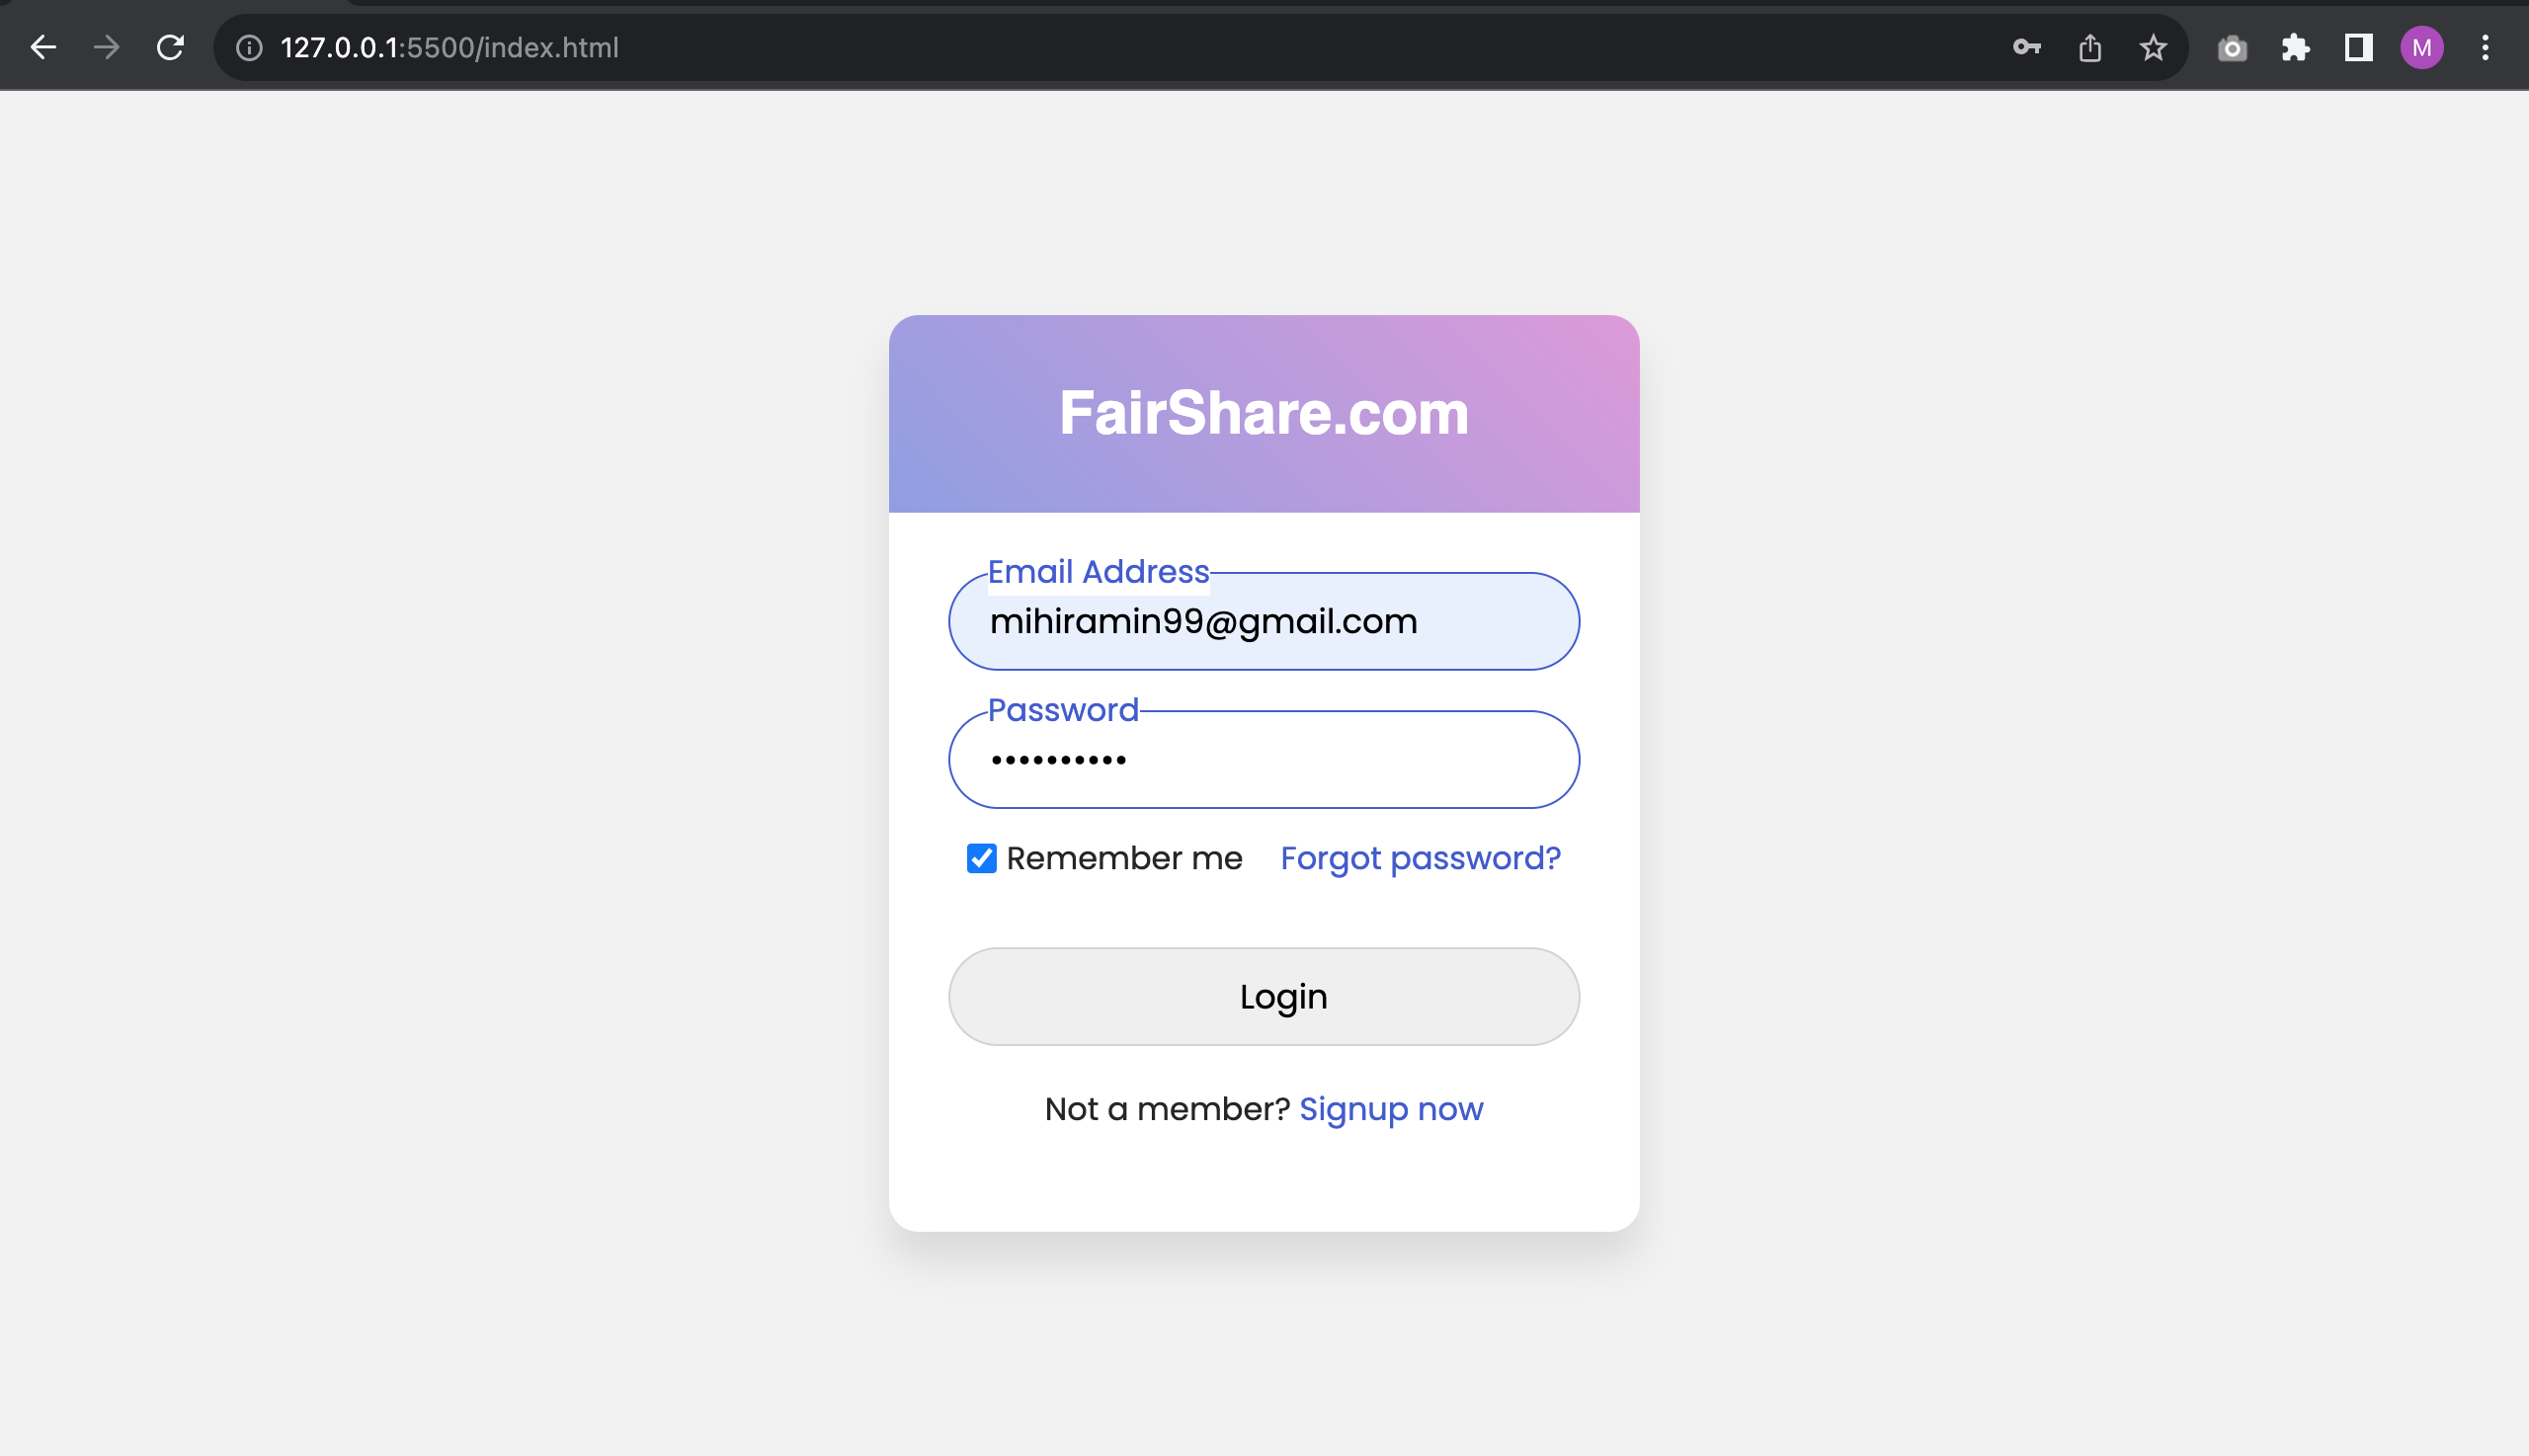 127.0.0.1:5500/index.html
M
FairShare.com
Email Address
mihiramin99@gmail.com
Password
••••••••••
Remember me Forgot password?
Login
Not a member? Signup now